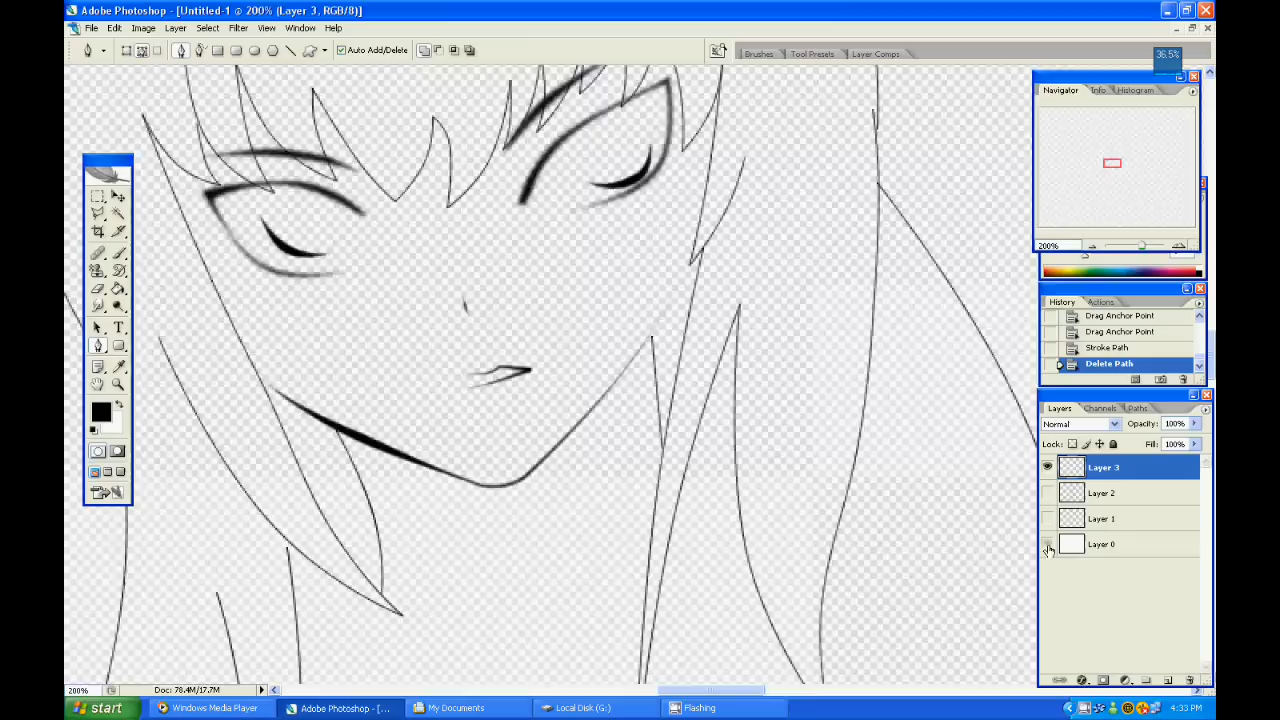 Adobe Photoshop - [Untitled-1 @ 200% (Layer 3, RGB/8)]
File Edit Image Layer Select Filter View Window Help
Auto Add/Delete
Brushes Tool Presets Layer Comps
36.5%
Navigator Info Histogram
200%
History Actions
Drag Anchor Point
Drag Anchor Point
Stroke Path
Delete Path
Layers Channels Paths
Normal Opacity: 100%
Lock: Fill: 100%
Layer 3
Layer 2
Layer 1
Layer 0
T
200% Doc: 78.4M/17.7M
start Windows Media Player Adobe Photoshop - [... My Documents Local Disk (G:) Flashing 4:33 PM